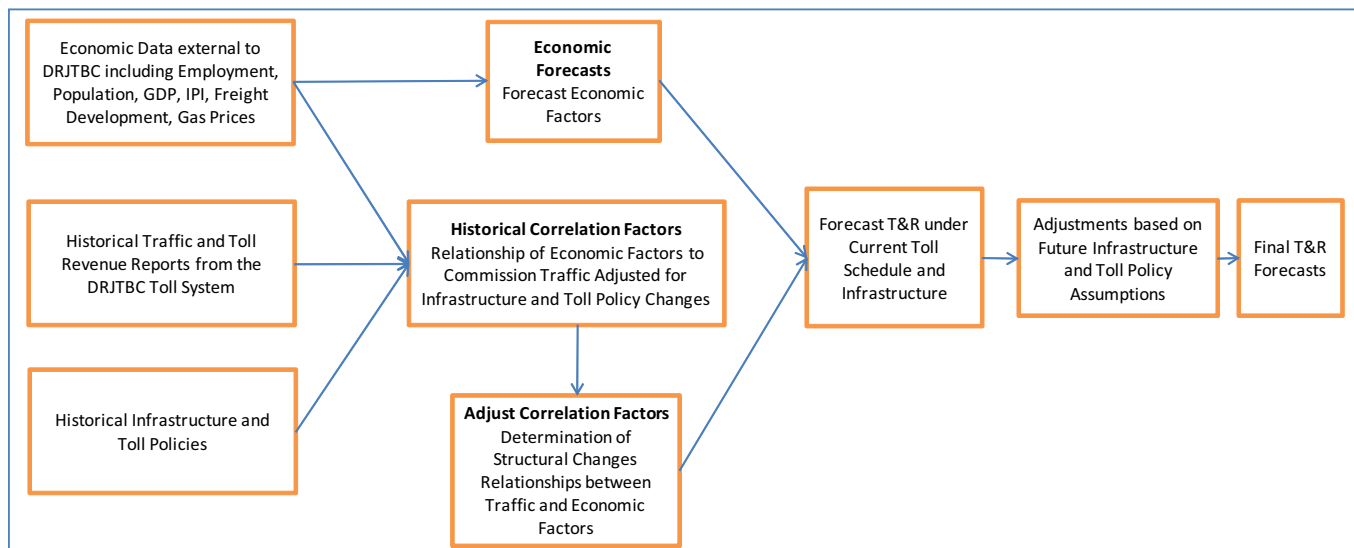 Economic Data external to
DRJTBC including Employment,
Population, GDP, IPI, Freight
Development, Gas Prices
Economic
Forecasts
Forecast Economic
Factors
Historical Traffic and Toll
Revenue Reports from the
DRJTBC Toll System
Historical Correlation Factors
Relationship of Economic Factors to
Commission Traffic Adjusted for
Infrastructure and Toll Policy Changes
Forecast T&R under
Current Toll
Schedule and
Infrastructure
Adjustments based on
Future Infrastructure
and Toll Policy
Assumptions
Final T&R
Forecasts
Historical Infrastructure and
Toll Policies
Adjust Correlation Factors
Determination of
Structural Changes
Relationships between
Traffic and Economic
Factors